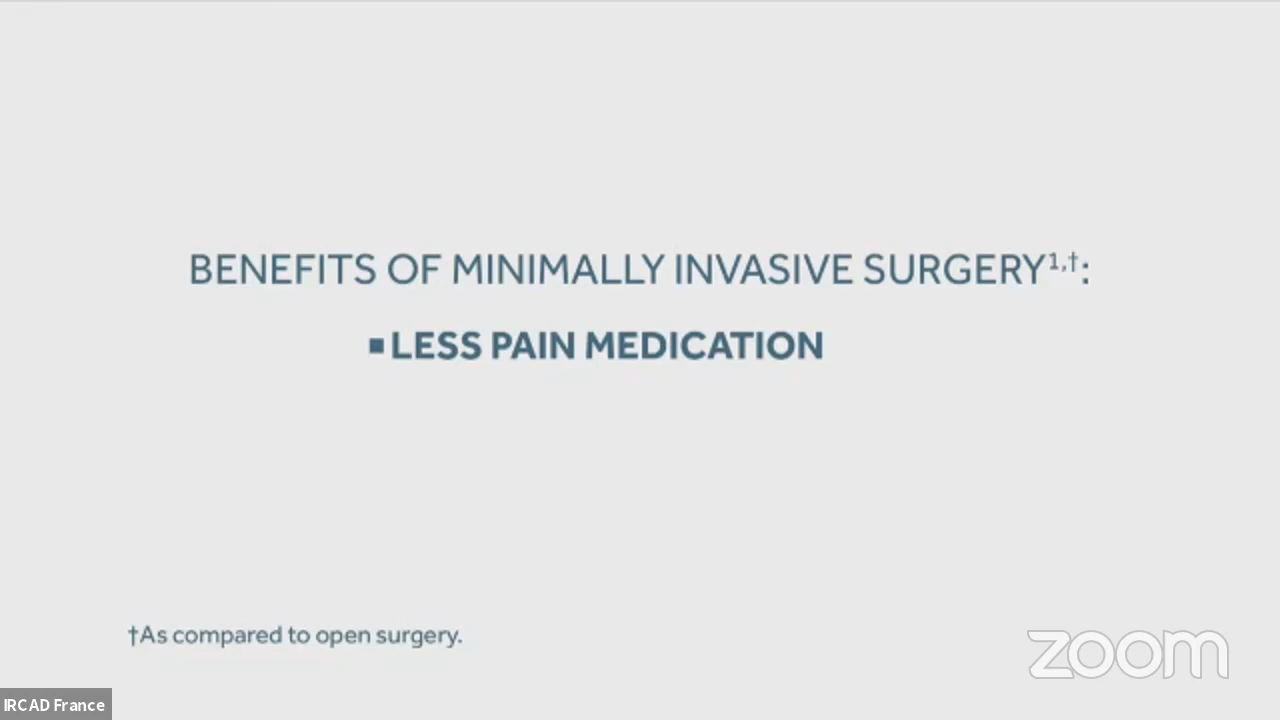 BENEFITS OF MINIMALLY INVASIVE SURGERY¹,†:
▪LESS PAIN MEDICATION
†As compared to open surgery.
zoom
IRCAD France